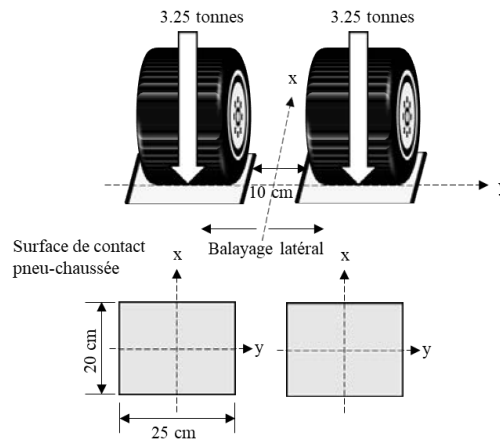 3.25 tonnes
3.25 tonnes
x
y
10 cm
Balayage latéral
Surface de contact
pneu-chaussée
x
x
y
y
20 cm
25 cm